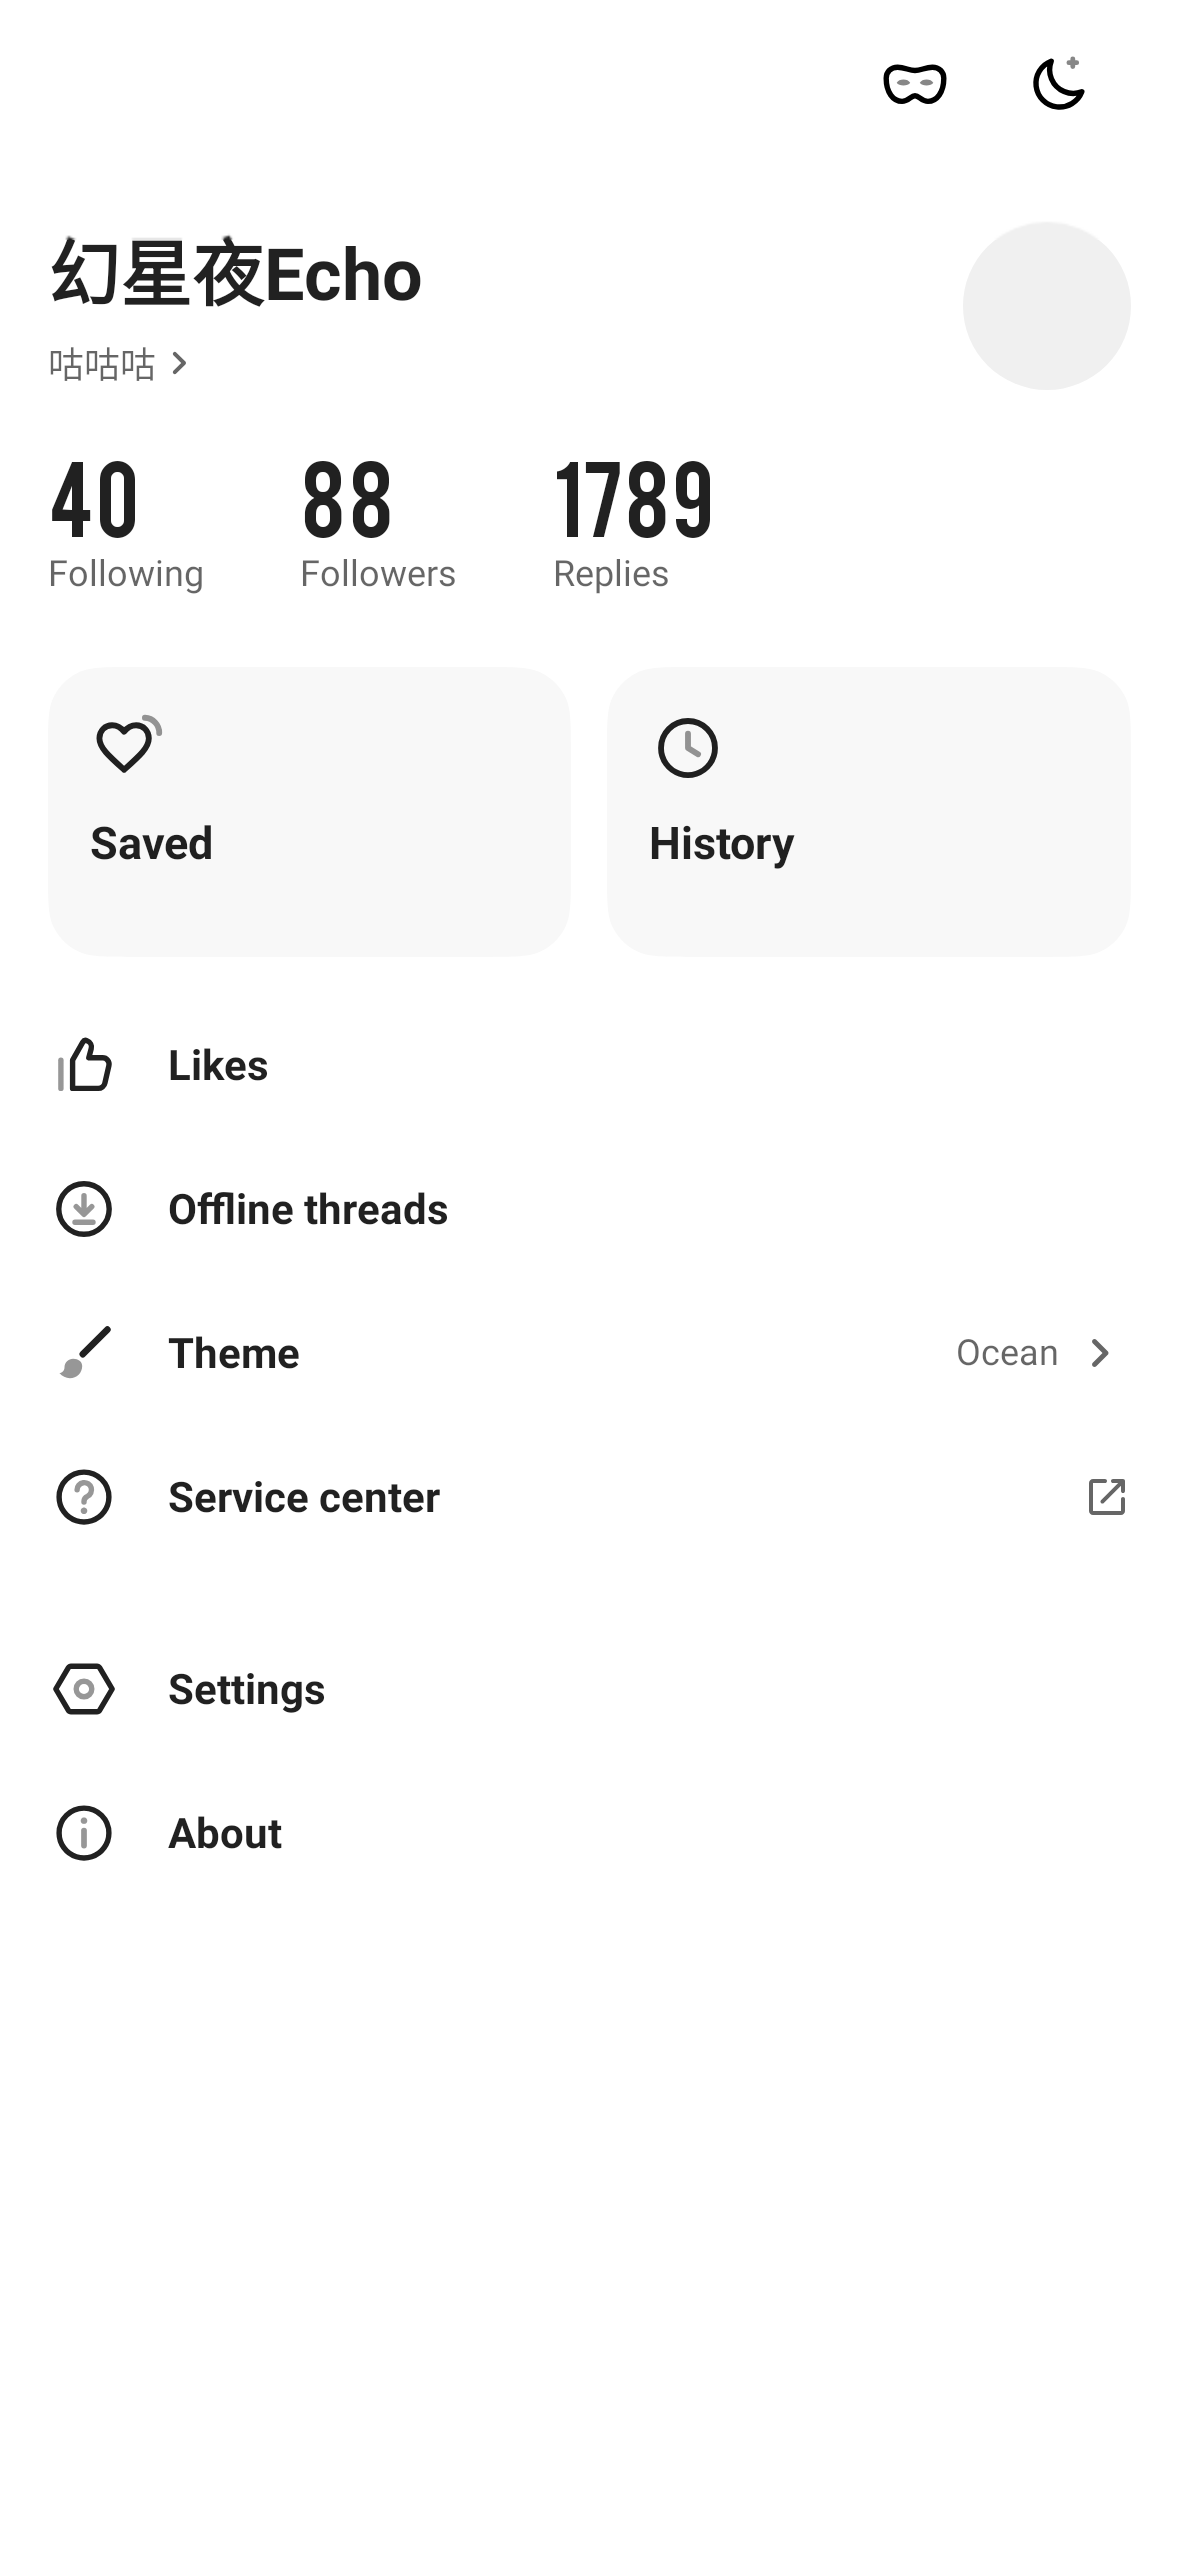 幻星夜Echo
咕咕咕
40 88 1789
Following Followers Replies
Saved History
Likes
Offline threads
Theme Ocean
Service center
Settings
About